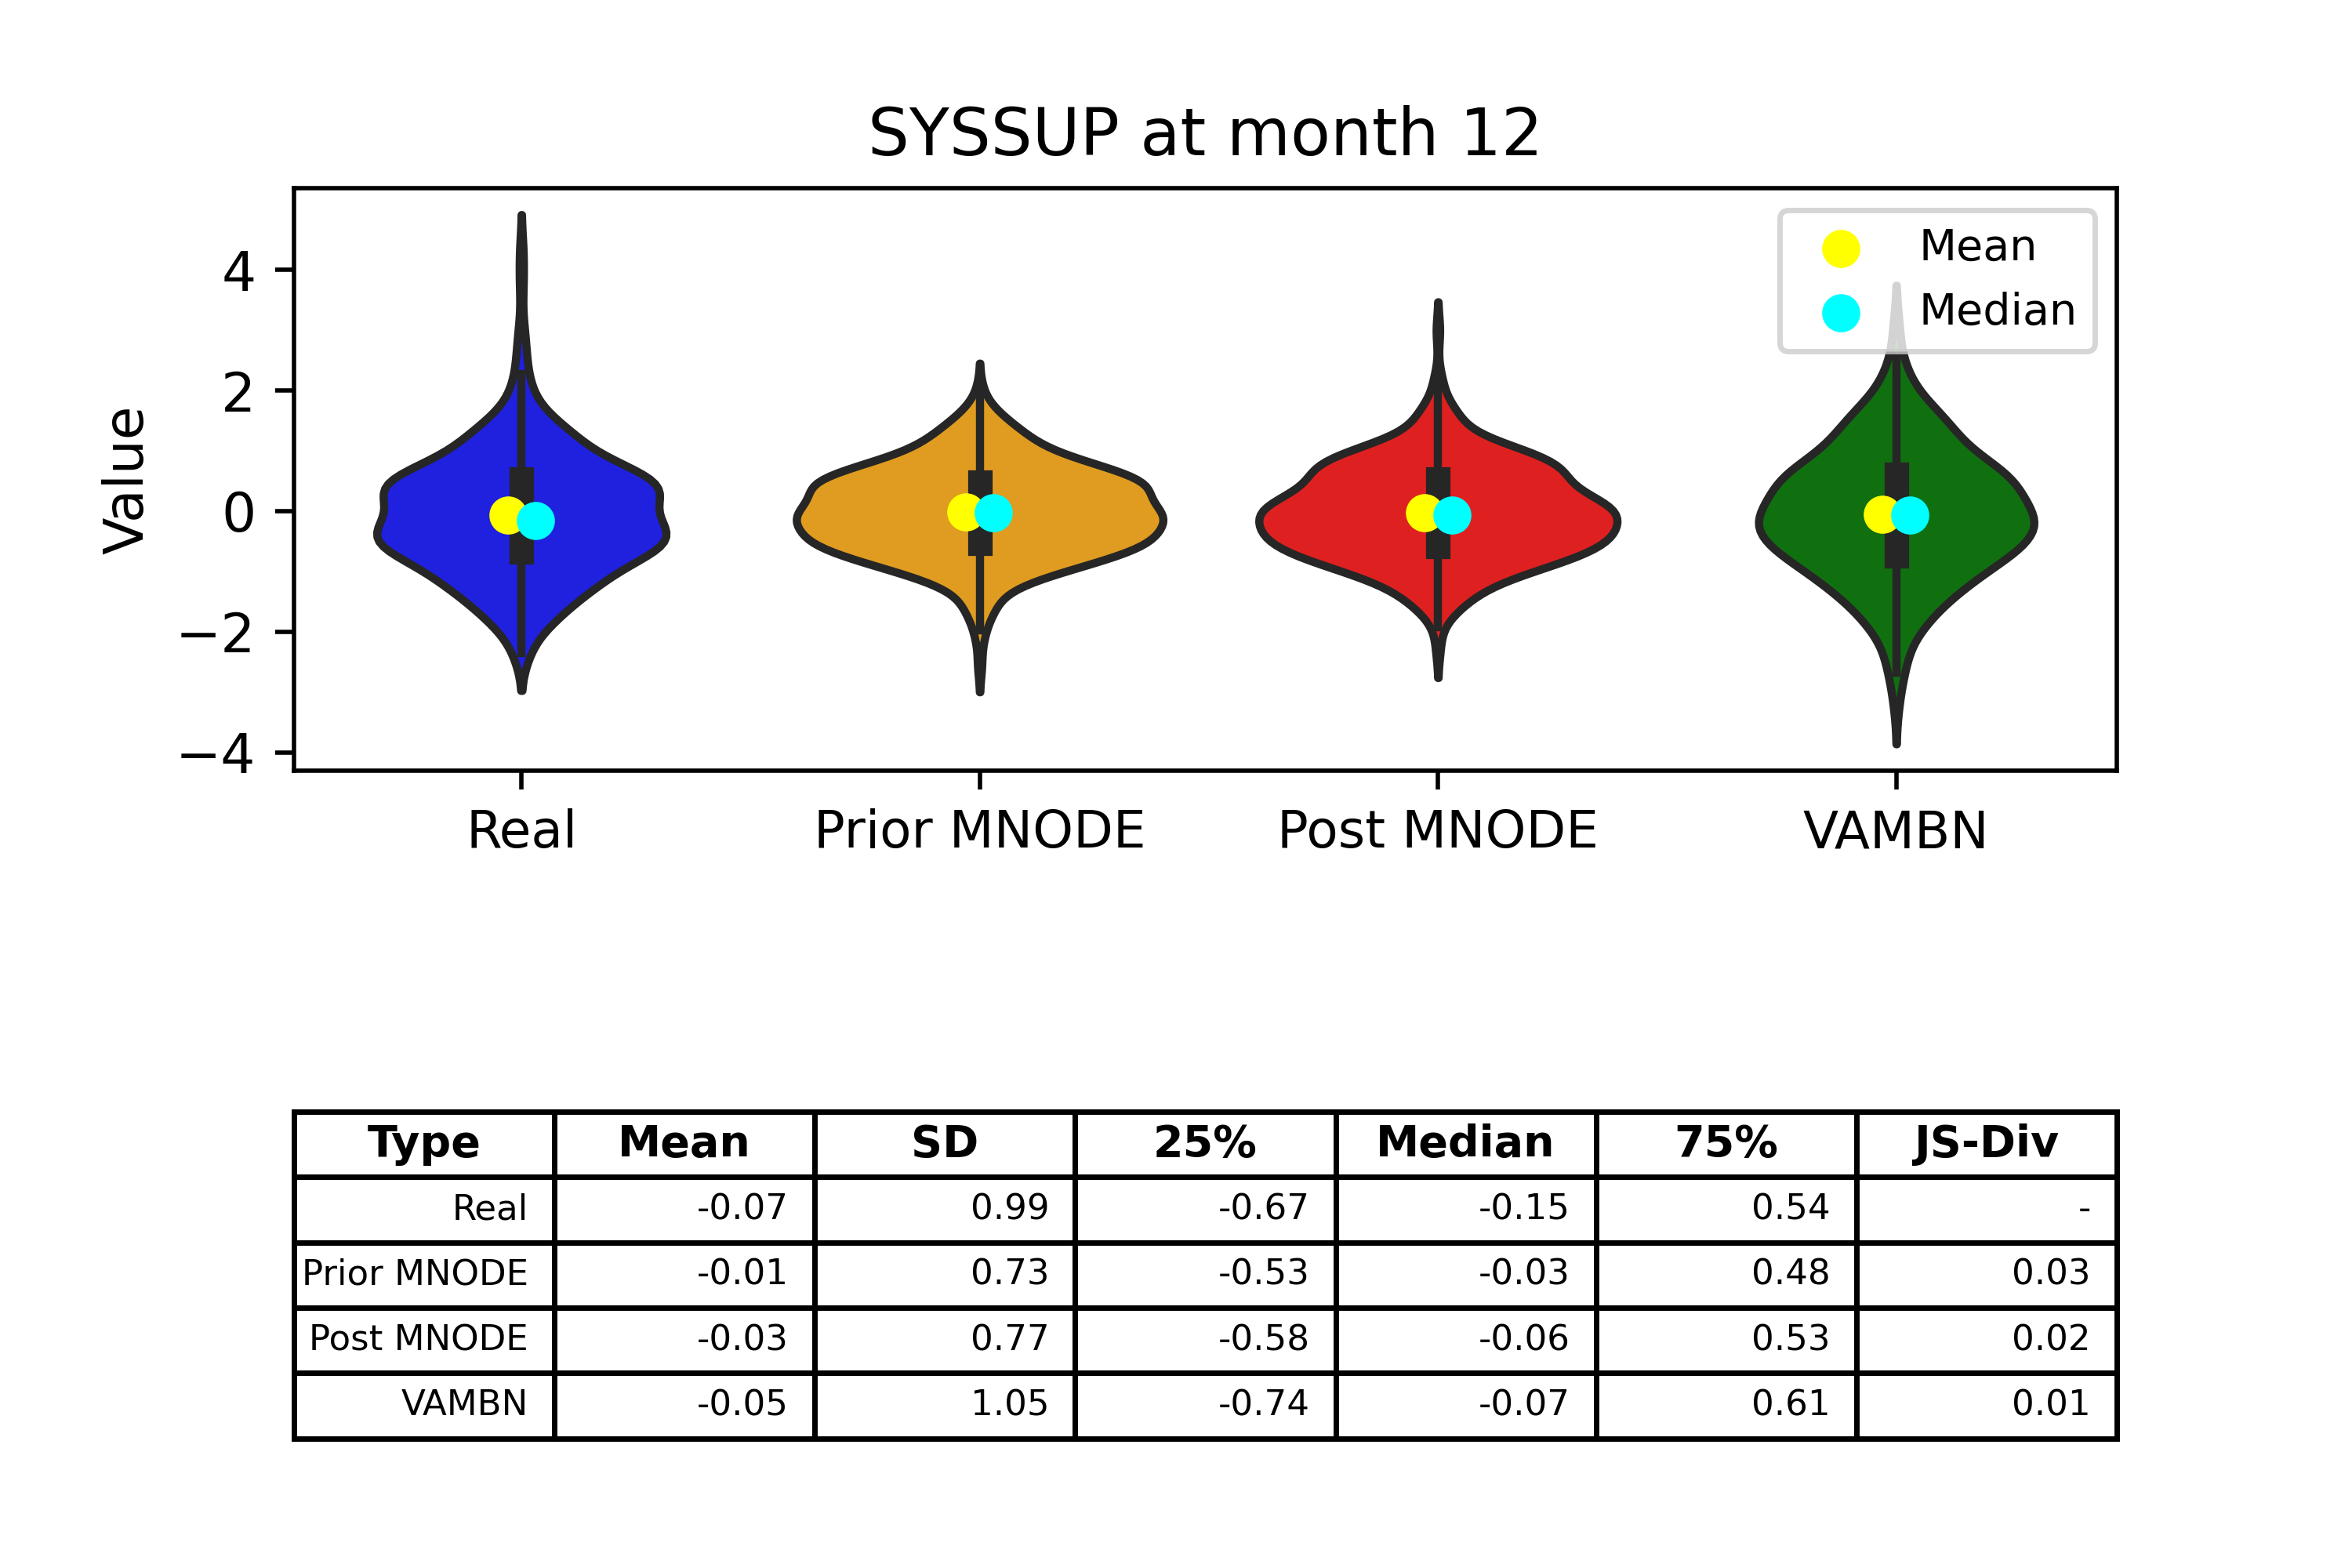 SYSSUP at month 12
Mean
Median
Value
4
2
0
−2
−4
Real Prior MNODE Post MNODE VAMBN
Type Mean SD 25% Median 75% JS-Div
Real -0.07 0.99 -0.67 -0.15 0.54 -
Prior MNODE -0.01 0.73 -0.53 -0.03 0.48 0.03
Post MNODE -0.03 0.77 -0.58 -0.06 0.53 0.02
VAMBN -0.05 1.05 -0.74 -0.07 0.61 0.01